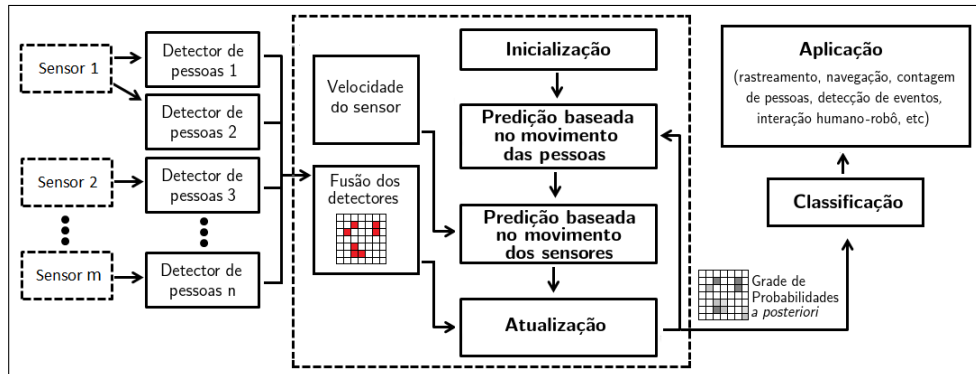 Sensor 1
Detector de
pessoas 1
Detector de
pessoas 2
Sensor 2
Detector de
pessoas 3
Sensor m
Detector de
pessoas n
Velocidade
do sensor
Fusão dos
detectores
Inicialização
Predição baseada
no movimento
das pessoas
Predição baseada
no movimento
dos sensores
Atualização
Grade de
Probabilidades
a posteriori
Classificação
Aplicação
(rastreamento, navegação, contagem
de pessoas, detecção de eventos,
interação humano-robô, etc)